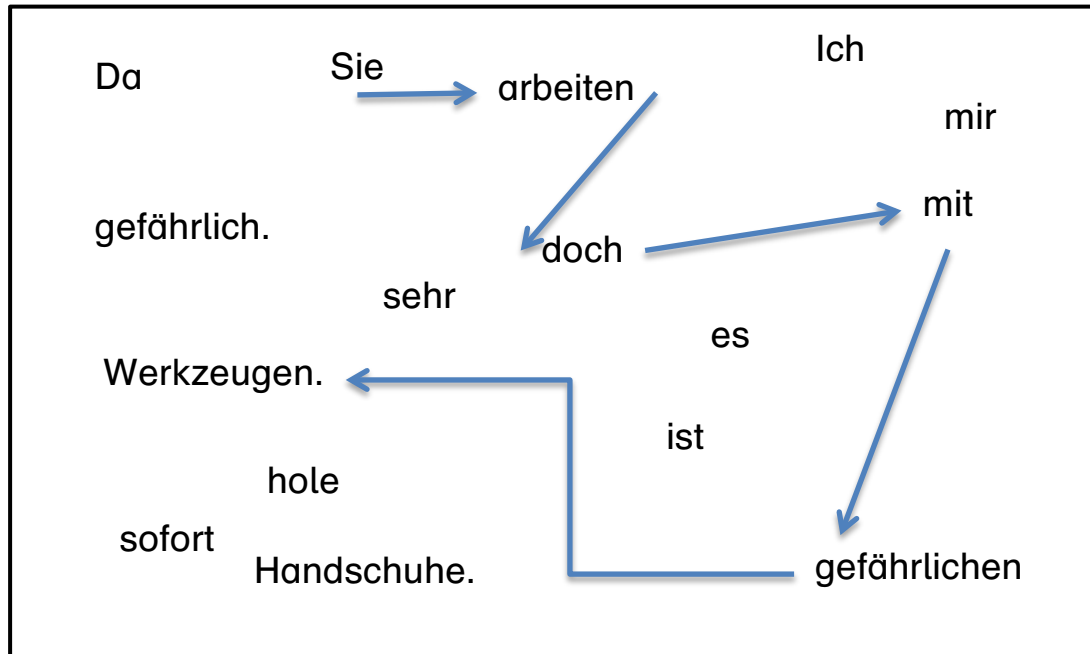 Da
Sie
arbeiten
Ich
mir
mit
gefährlich.
doch
sehr
es
Werkzeugen.
ist
hole
sofort
Handschuhe.
gefährlichen